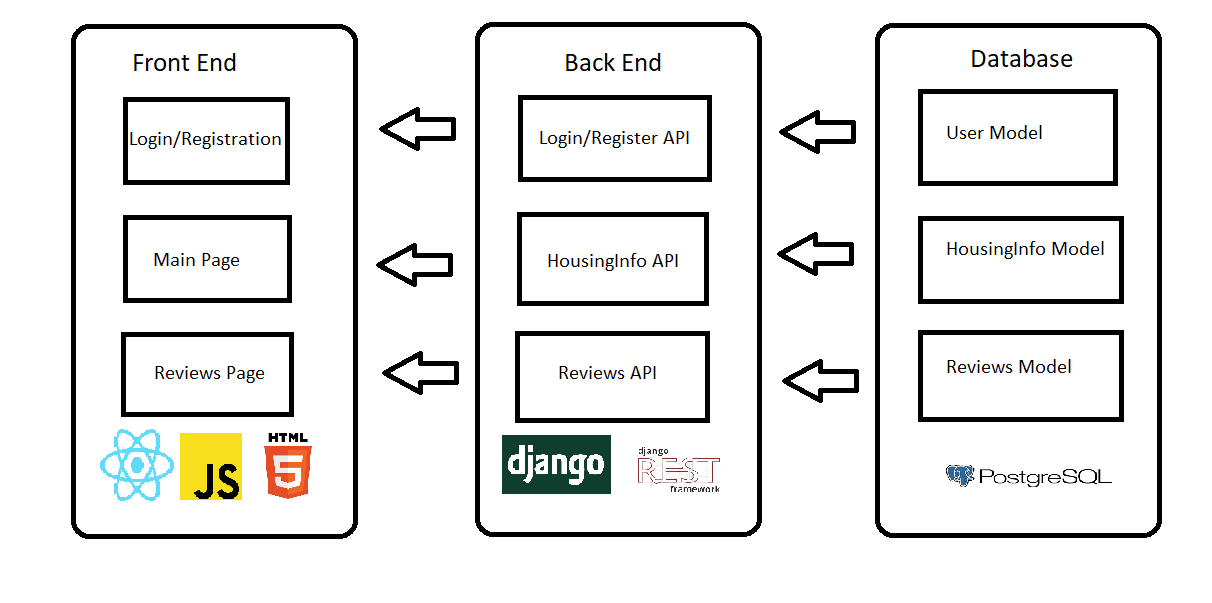 Front End
Login/Registration
Main Page
Reviews Page
JS
HTML
5
Back End
Login/Register API
HousingInfo API
Reviews API
django
django
REST
framework
Database
User Model
HousingInfo Model
Reviews Model
PostgreSQL